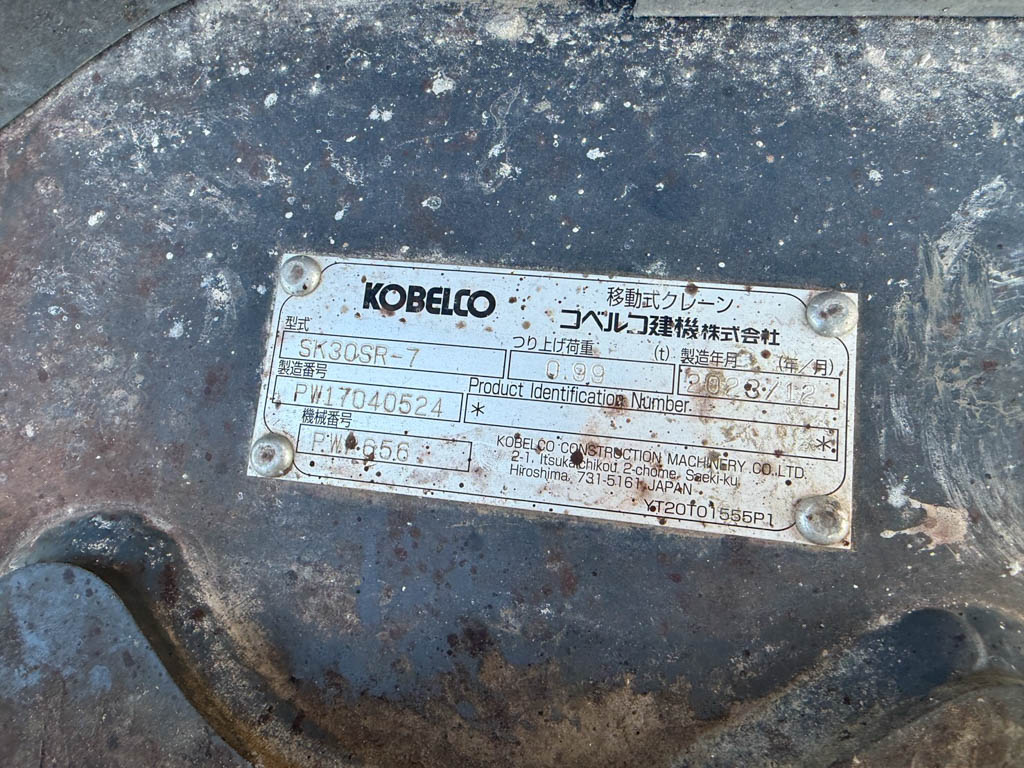 KOBELCO 移動式クレーン
コベルコ建機株式会社
型式 つり上げ荷重 (t) 製造年月 (年/月)
SK30SR-7 0.99 2023/12
製造番号 Product Identification Number.
PW17040524 * *
機械番号
KOBELCO CONSTRUCTION MACHINERY CO.,LTD.
2-1. Itsukaichikou, 2-chome, Saeki-ku,
Hiroshima, 731-5161 JAPAN
YT20T01555P1